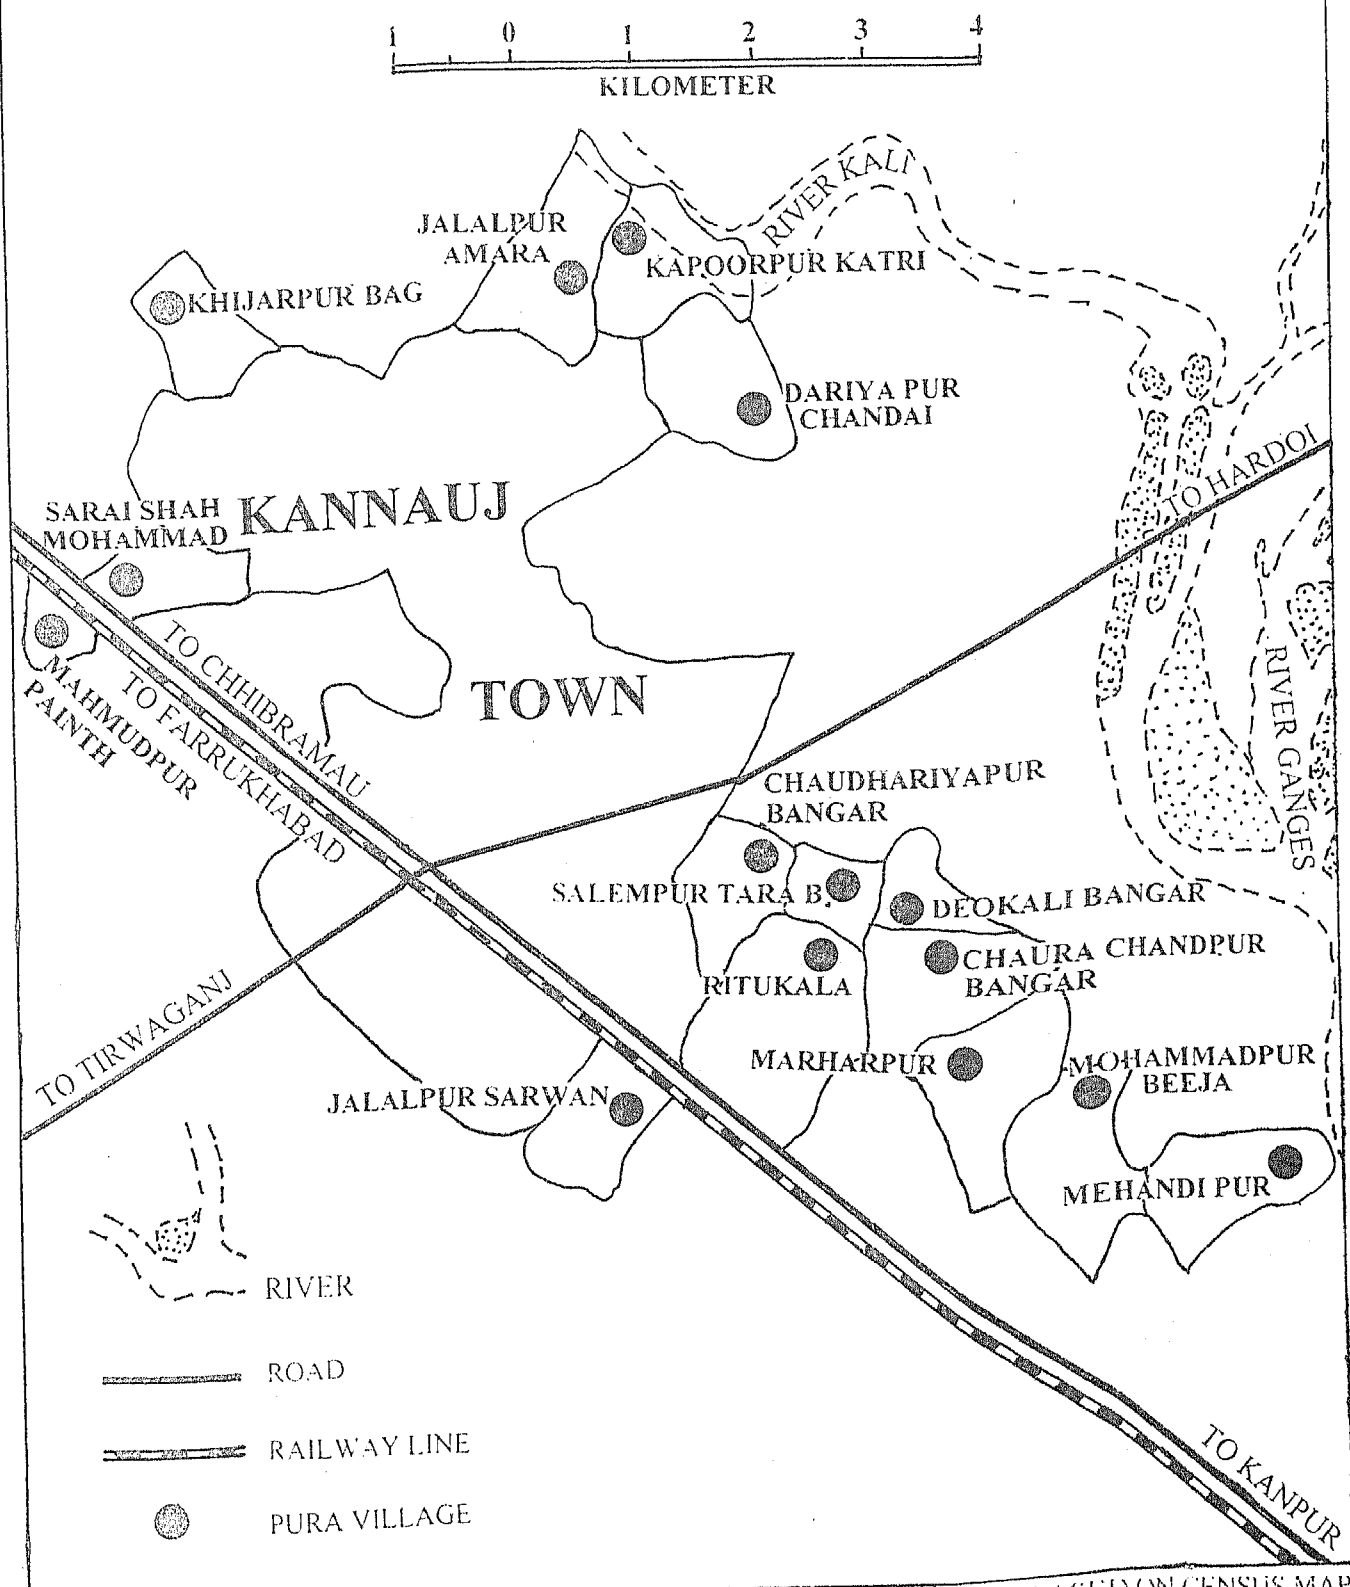 1 0 1 2 3 4
KILOMETER
RIVER KALI
JALALPUR
AMARA
KAPOORPUR KATRI
KHIJARPUR BAG
DARIYA PUR
CHANDAI
TO HARDOI
SARAI SHAH
MOHAMMAD
KANNAUJ
TOWN
TO CHHIBRAMAU
TO FARRUKHABAD
MAHMUDPUR
PAINTH
RIVER GANGES
CHAUDHARIYAPUR
BANGAR
SALEMPUR TARA B.
DEOKALI BANGAR
RITUKALA
CHAURA CHANDPUR
BANGAR
TO TIRWAGANJ
MARHARPUR
MOHAMMADPUR
BEEJA
JALALPUR SARWAN
MEHANDI PUR
RIVER
ROAD
RAILWAY LINE
PURA VILLAGE
TO KANPUR
ON CENSUS MAP